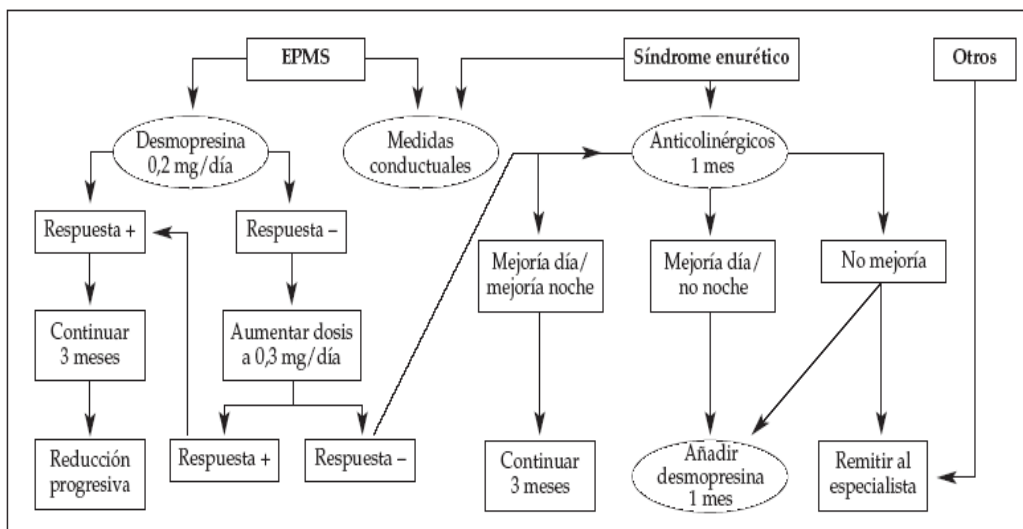 EPMS
Síndrome enurético
Otros
Desmopresina
0,2 mg/día
Medidas
conductuales
Anticolinérgicos
1 mes
Respuesta +
Respuesta –
Mejoría día/
mejoría noche
Mejoría día/
no noche
No mejoría
Continuar
3 meses
Aumentar dosis
a 0,3 mg/día
Reducción
progresiva
Respuesta +
Respuesta –
Continuar
3 meses
Añadir
desmopresina
1 mes
Remitir al
especialista